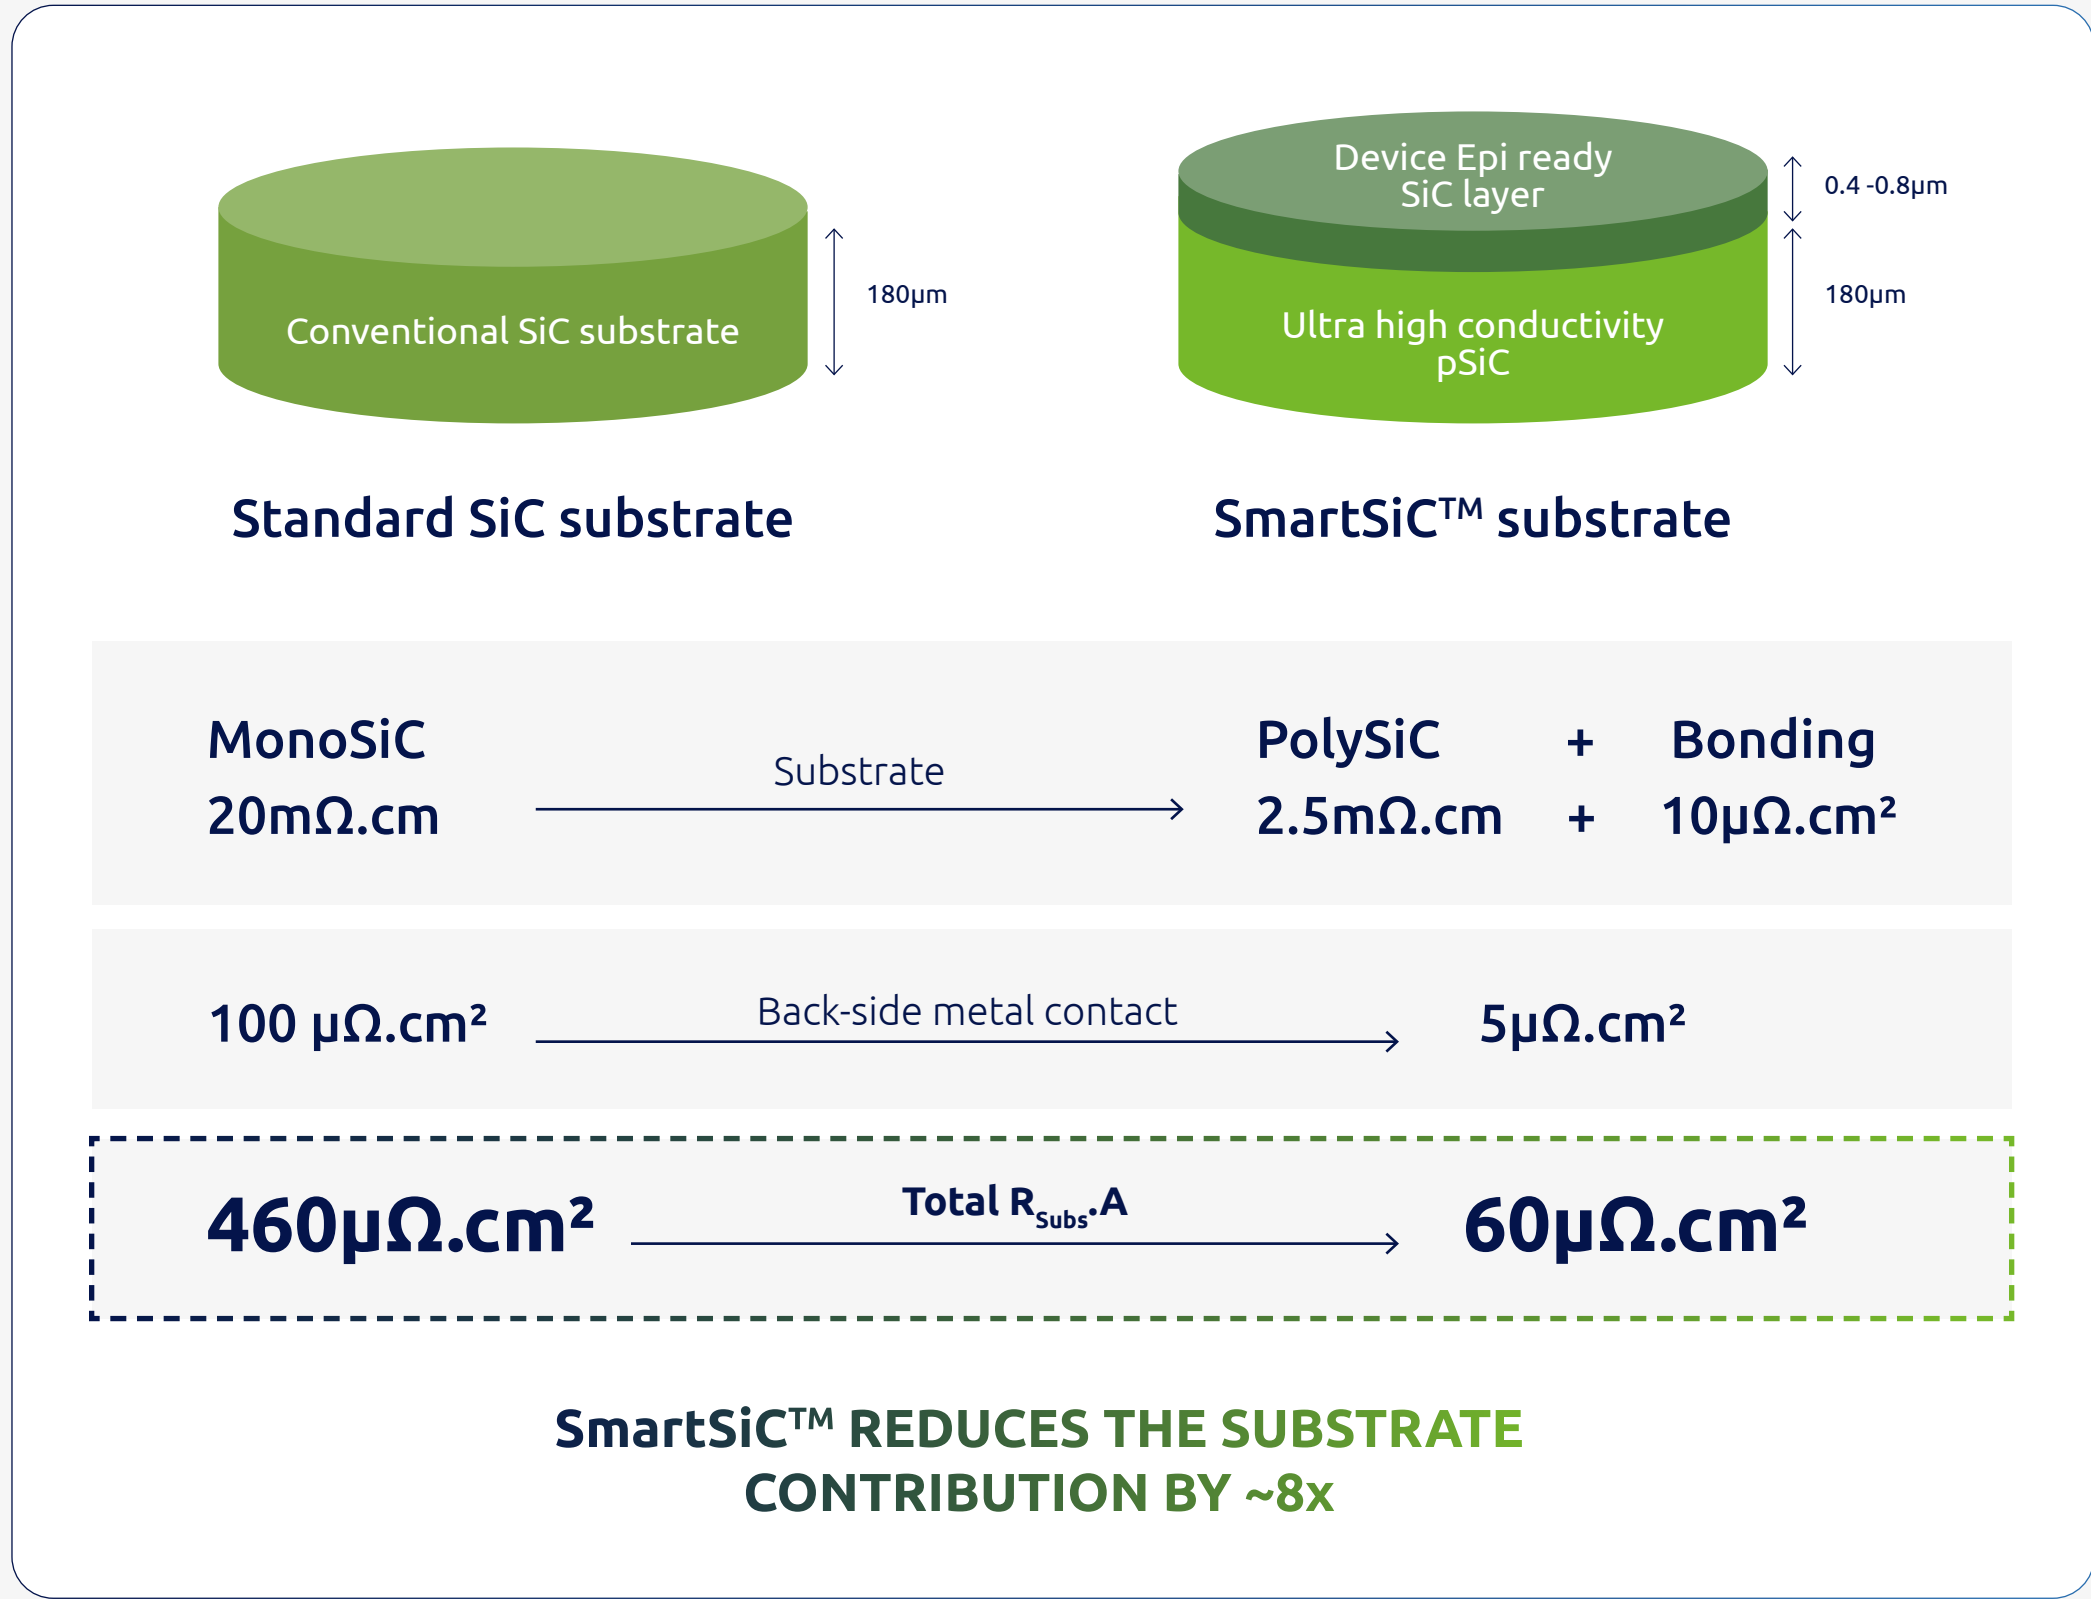 Device Epi ready
SiC layer
0.4 -0.8µm
180µm
Conventional SiC substrate
Ultra high conductivity
pSiC
180µm
Standard SiC substrate
SmartSiC™ substrate
MonoSiC
20mΩ.cm
Substrate
PolySiC + Bonding
2.5mΩ.cm + 10µΩ.cm²
100 µΩ.cm²
Back-side metal contact
5µΩ.cm²
460µΩ.cm²
Total RSubs.A
60µΩ.cm²
SmartSiC™ REDUCES THE SUBSTRATE
CONTRIBUTION BY ~8x